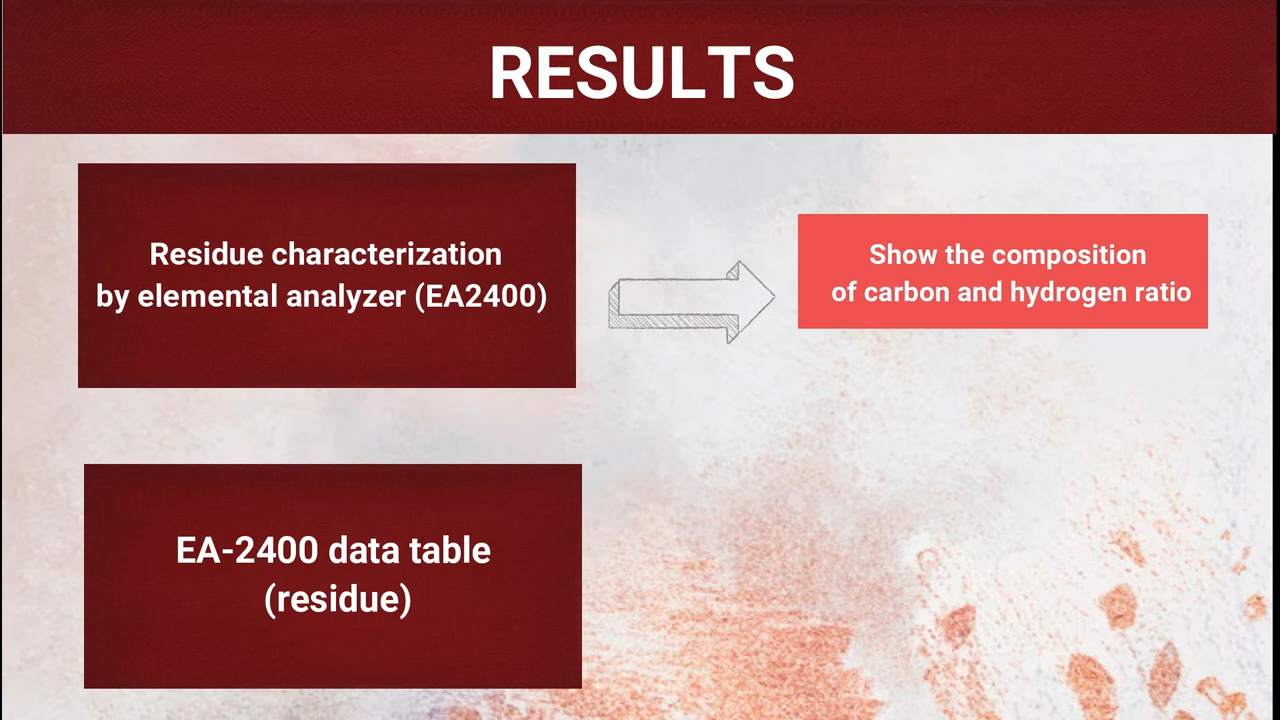 RESULTS
Residue characterization
by elemental analyzer (EA2400)
Show the composition
of carbon and hydrogen ratio
EA-2400 data table
(residue)